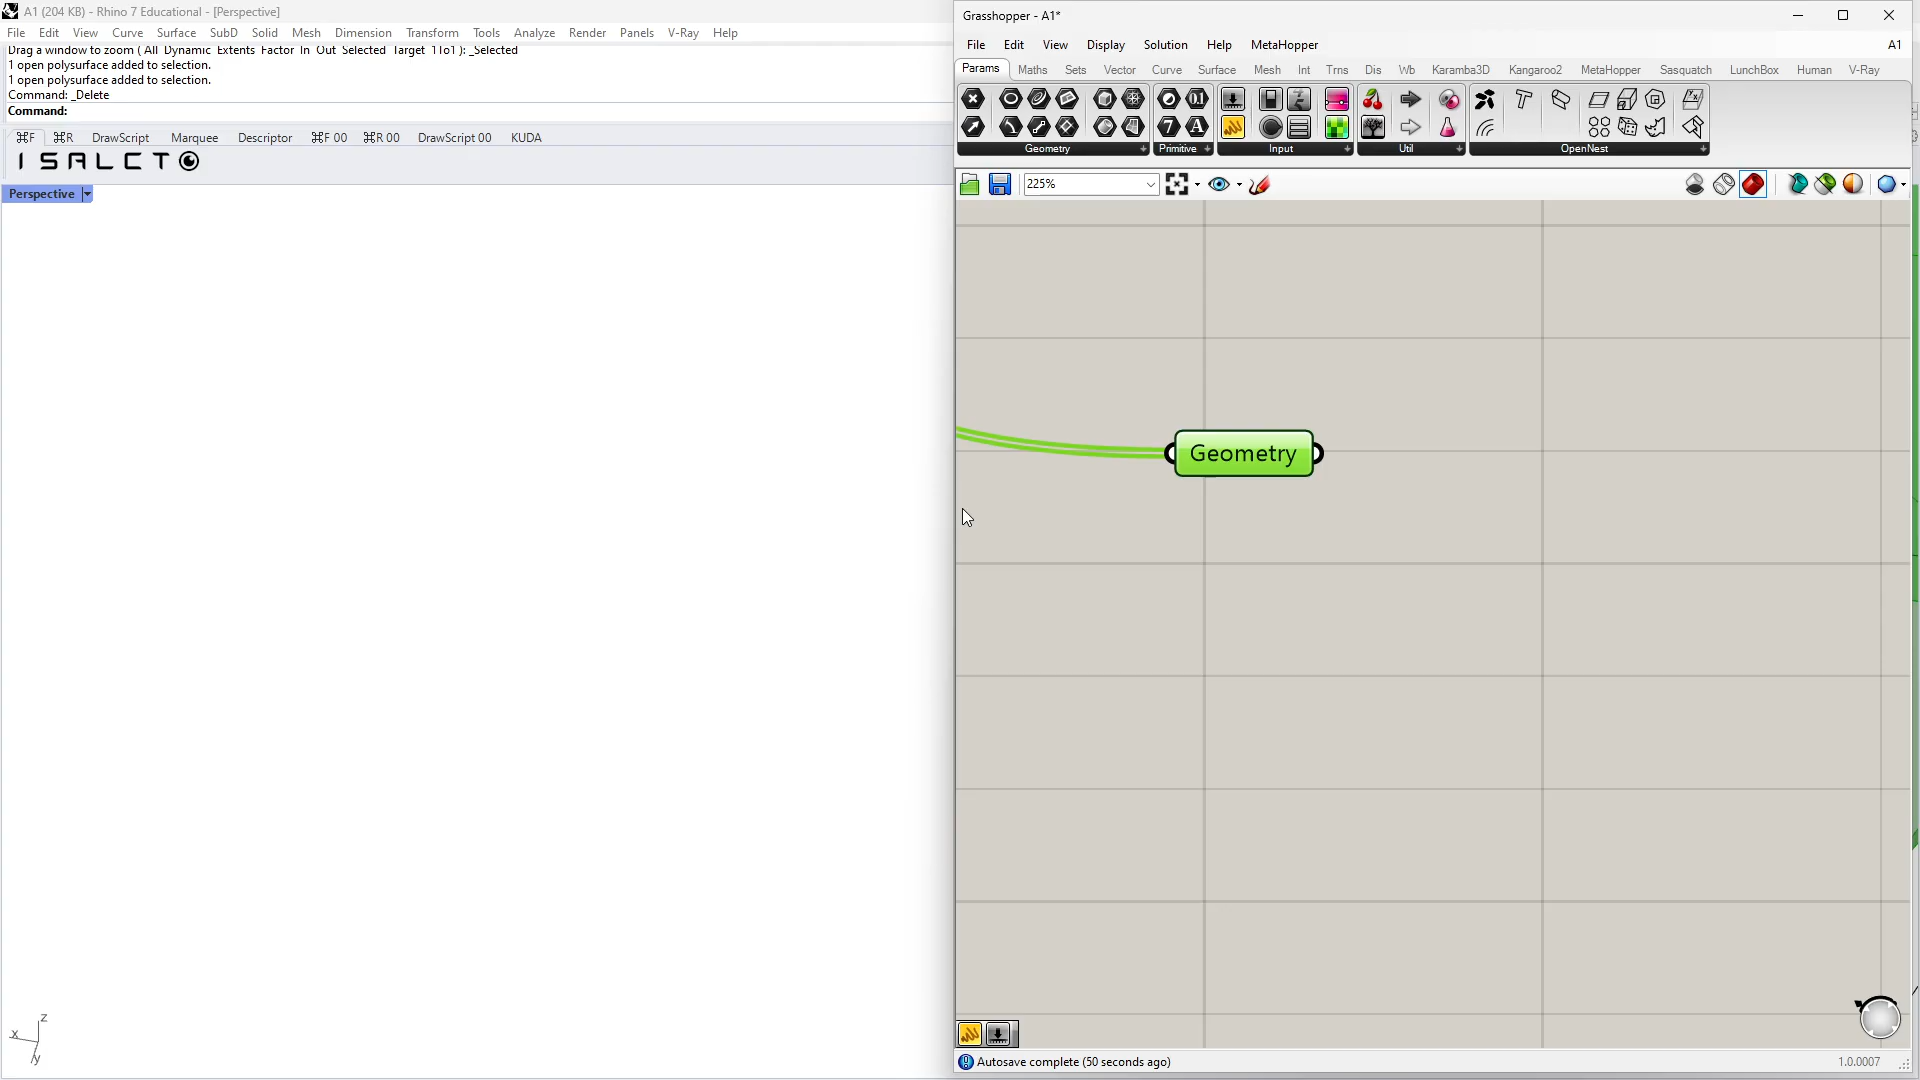 A1 (204 KB) - Rhino 7 Educational - [Perspective]
File Edit View Curve Surface SubD Solid Mesh Dimension Transform Tools Analyze Render Panels V-Ray Help
Drag a window to zoom ( All Dynamic Extents Factor In Out Selected Target 1To1 ): _Selected
1 open polysurface added to selection.
1 open polysurface added to selection.
Command: _Delete
Command:
⌘F ⌘R DrawScript Marquee Descriptor ⌘F 00 ⌘R 00 DrawScript 00 KUDA
I S A L C T
Perspective
z
x
y
Grasshopper - A1*
File Edit View Display Solution Help MetaHopper A1
Params Maths Sets Vector Curve Surface Mesh Int Trns Dis Wb Karamba3D Kangaroo2 MetaHopper Sasquatch LunchBox Human V-Ray
Geometry Primitive Input Util OpenNest
225%
Geometry
Autosave complete (50 seconds ago) 1.0.0007